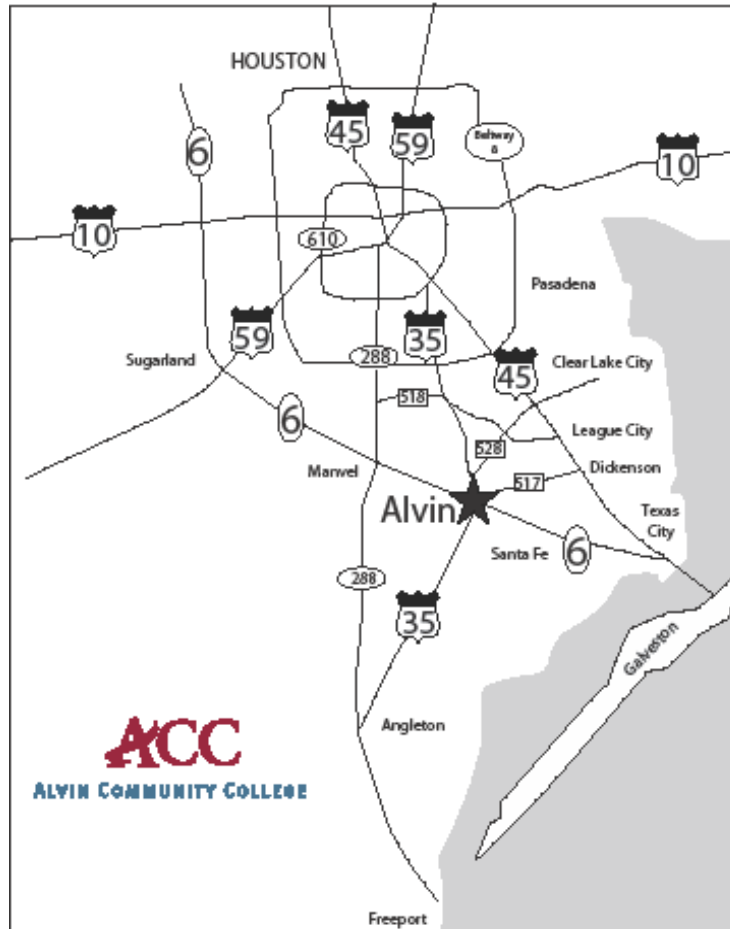 HOUSTON
45
59
Beltway
8
6
10
10
610
Pasadena
59
35
288
Sugarland
45
Clear Lake City
518
6
League City
528
Manvel
Dickenson
517
Alvin
Texas
City
Santa Fe
6
288
35
Galveston
Angleton
ACC
ALVIN COMMUNITY COLLEGE
Freeport